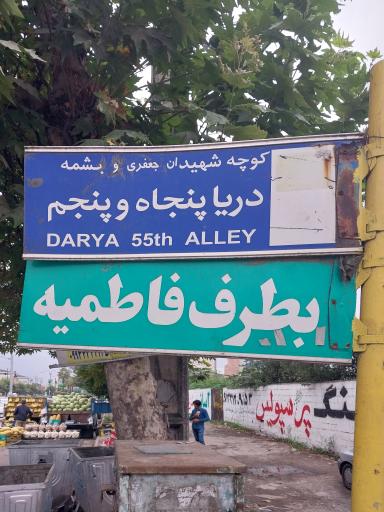 کوچه شهیدان جعفری و بشمه
دریا پنجاه و پنجم
DARYA 55th ALLEY
بطرف فاطمیه
پرسپولیس